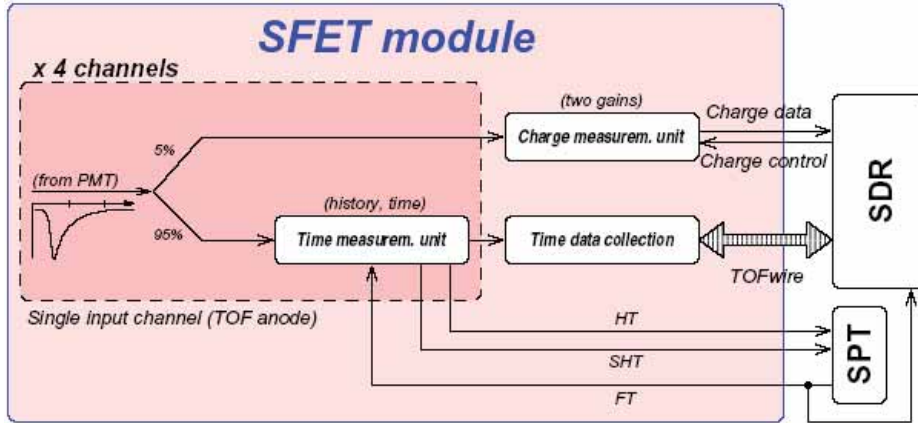 SFET module
x 4 channels
(two gains)
Charge measurem. unit
Charge data
Charge control
5%
(from PMT)
95%
(history, time)
Time measurem. unit
Time data collection
TOFwire
SDR
Single input channel (TOF anode)
HT
SHT
FT
SPT